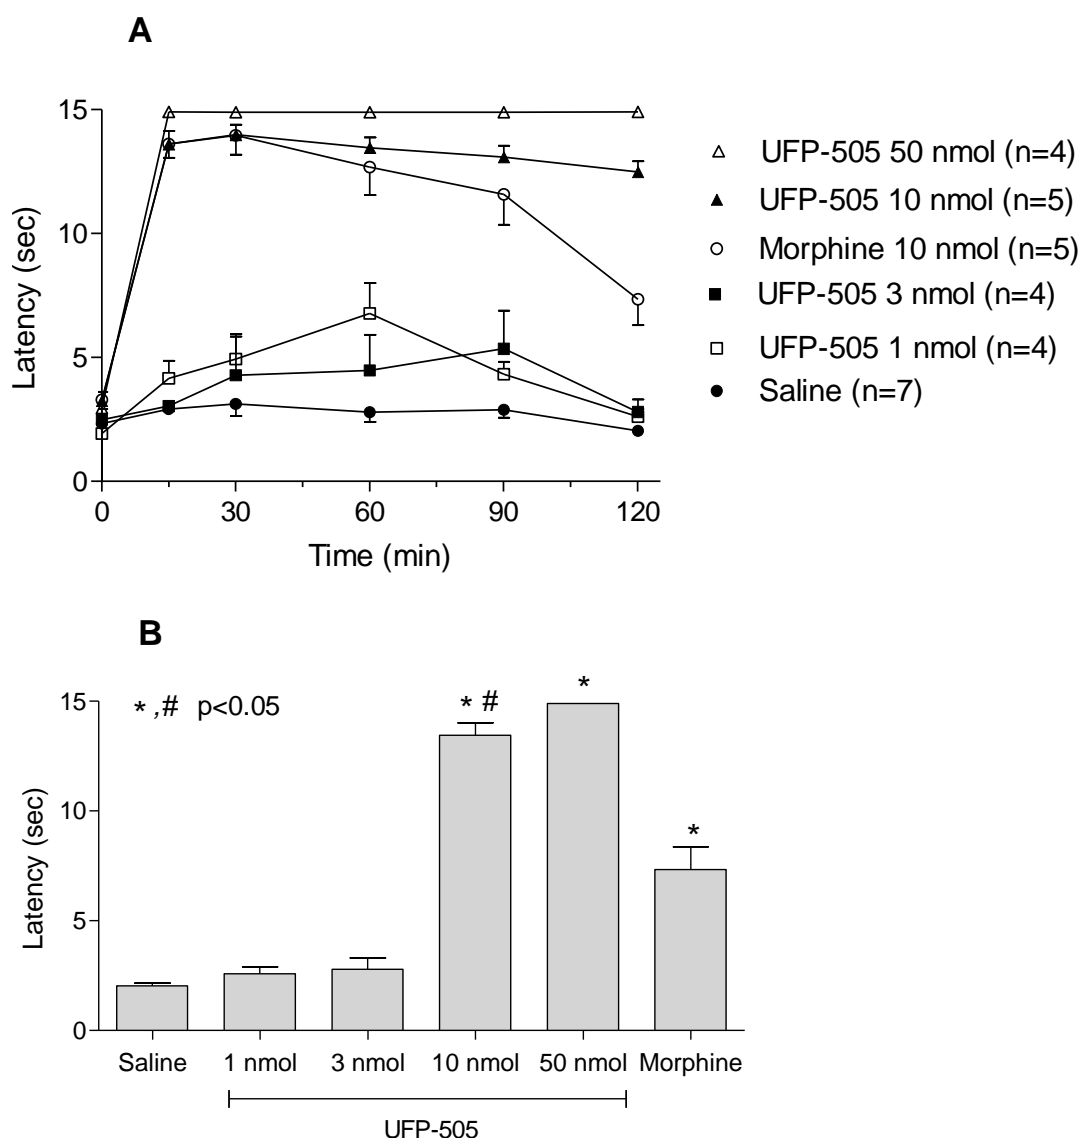 A
15
10
5
0
Latency (sec)
0 30 60 90 120
Time (min)
UFP-505 50 nmol (n=4)
UFP-505 10 nmol (n=5)
Morphine 10 nmol (n=5)
UFP-505 3 nmol (n=4)
UFP-505 1 nmol (n=4)
Saline (n=7)
B
*,# p<0.05
* #
*
*
15
10
5
0
Latency (sec)
Saline 1 nmol 3 nmol 10 nmol 50 nmol Morphine
UFP-505